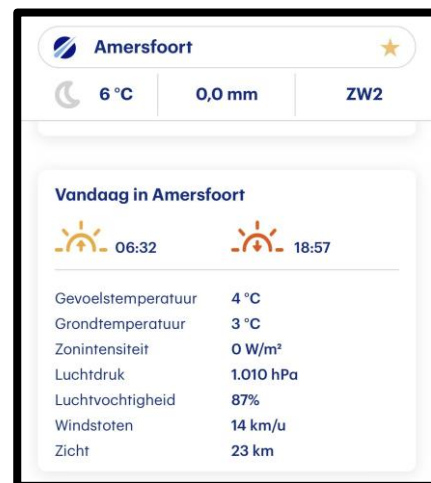 Amersfoort
6 °C 0,0 mm ZW2
Vandaag in Amersfoort
06:32 18:57
Gevoelstemperatuur 4 °C
Grondtemperatuur 3 °C
Zonintensiteit 0 W/m²
Luchtdruk 1.010 hPa
Luchtvochtigheid 87%
Windstoten 14 km/u
Zicht 23 km